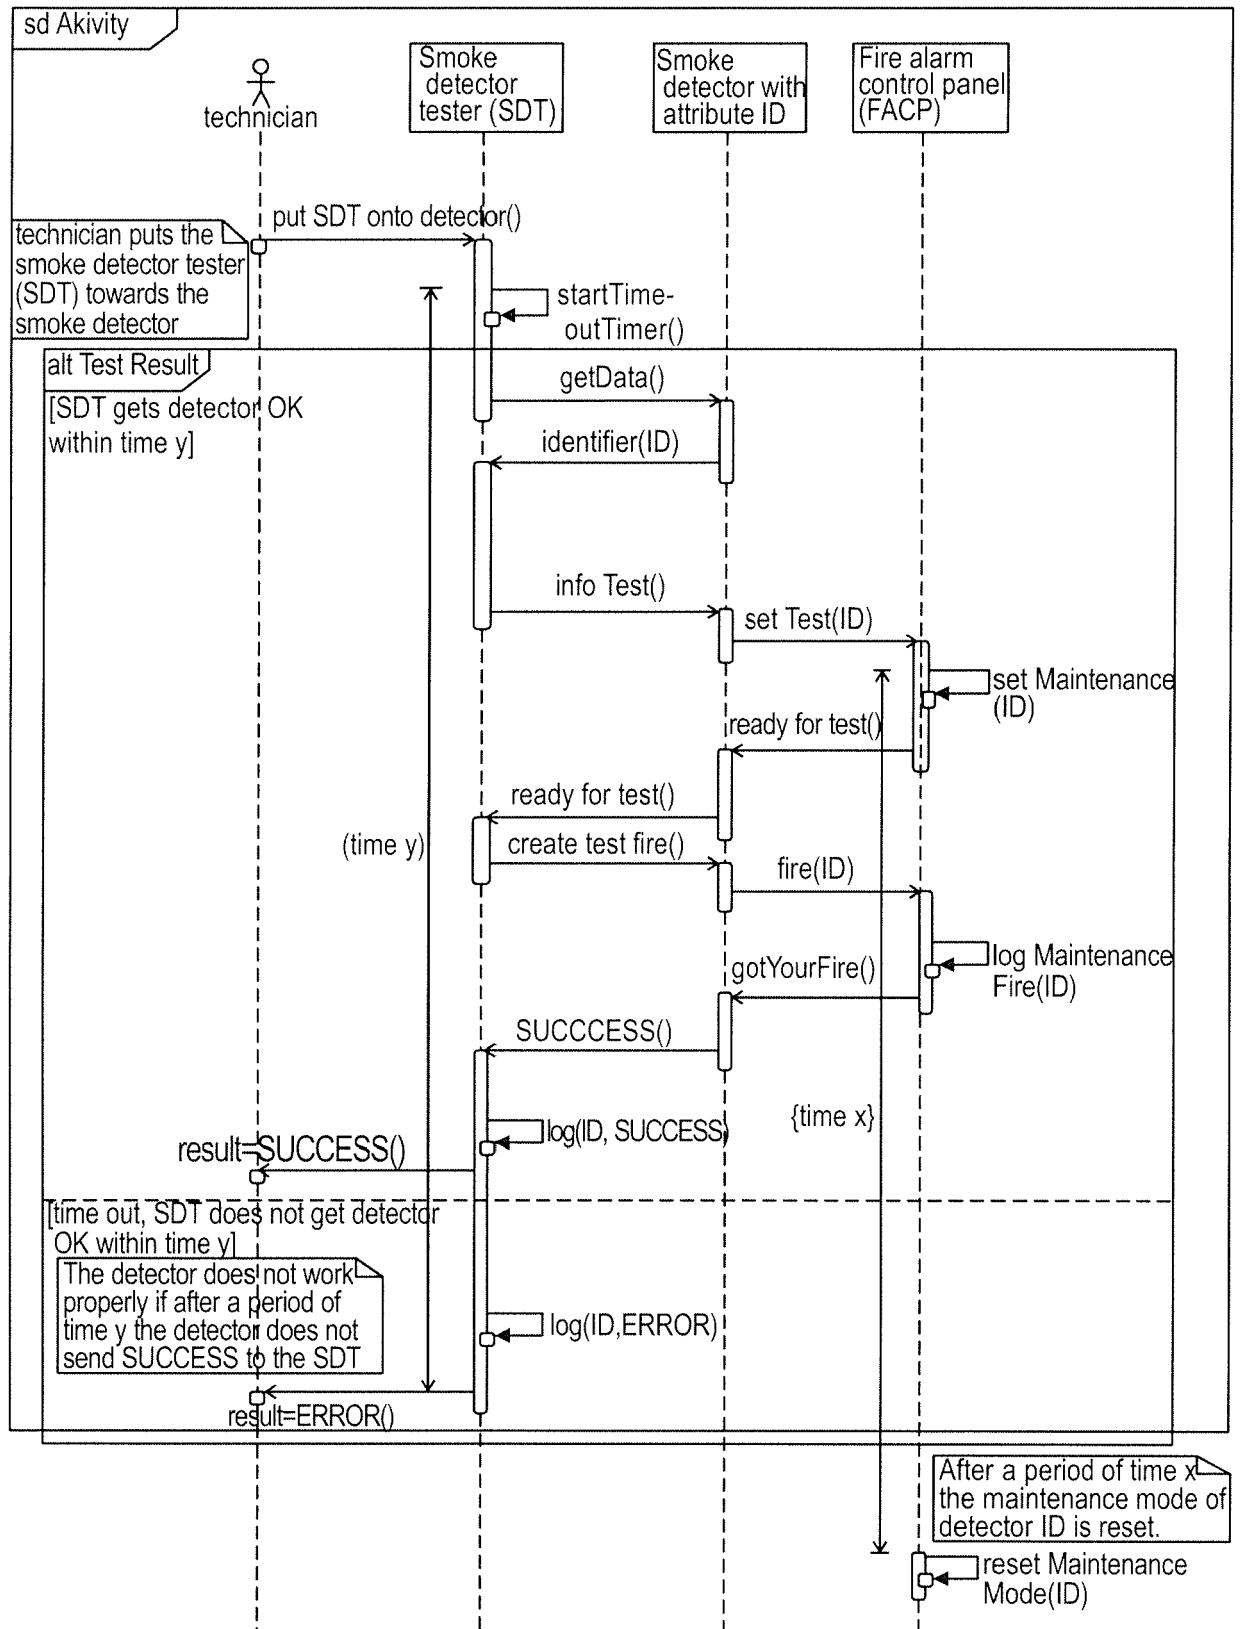 sd Akivity
technician
Smoke
detector
tester (SDT)
Smoke
detector with
attribute ID
Fire alarm
control panel
(FACP)
put SDT onto detector()
technician puts the
smoke detector tester
(SDT) towards the
smoke detector
startTime-
outTimer()
alt Test Result
[SDT gets detector OK
within time y]
getData()
identifier(ID)
info Test()
set Test(ID)
set Maintenance
(ID)
ready for test()
ready for test()
(time y)
create test fire()
fire(ID)
log Maintenance
Fire(ID)
gotYourFire()
SUCCCESS()
{time x}
log(ID, SUCCESS)
result=SUCCESS()
[time out, SDT does not get detector
OK within time y]
The detector does not work
properly if after a period of
time y the detector does not
send SUCCESS to the SDT
log(ID,ERROR)
result=ERROR()
After a period of time x
the maintenance mode of
detector ID is reset.
reset Maintenance
Mode(ID)